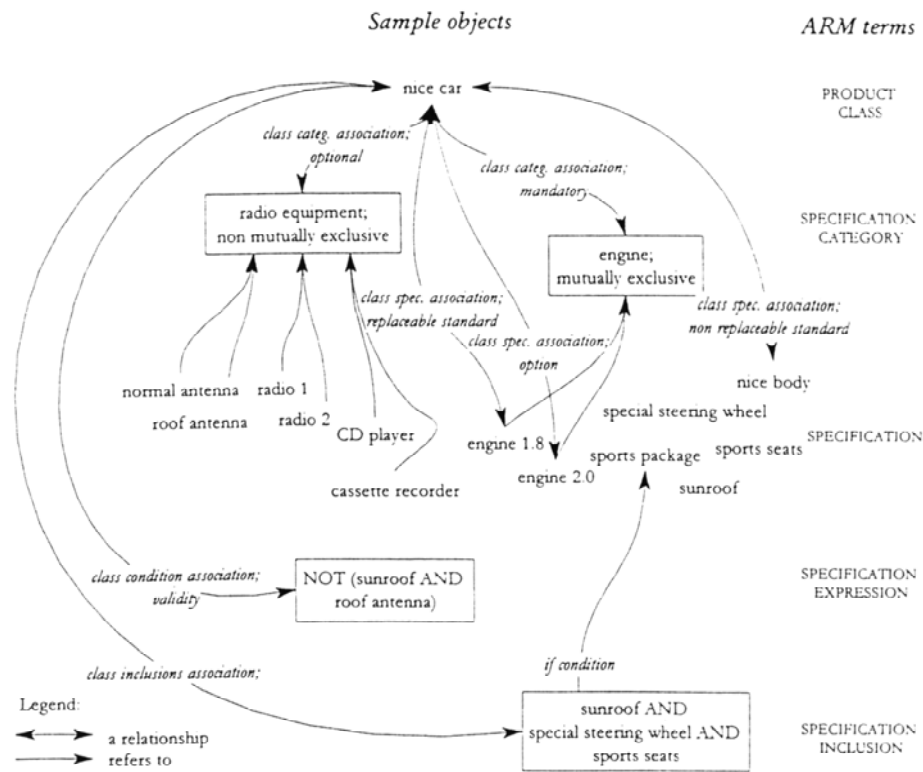 Sample objects
ARM terms
nice car
PRODUCT
CLASS
class categ. association;
optional
class categ. association;
mandatory
radio equipment;
non mutually exclusive
SPECIFICATION
CATEGORY
engine;
mutually exclusive
class spec. association;
replaceable standard
class spec. association;
non replaceable standard
class spec. association;
option
normal antenna
radio 1
nice body
roof antenna
radio 2
special steering wheel
CD player
engine 1.8
SPECIFICATION
sports seats
sports package
engine 2.0
cassette recorder
sunroof
class condition association;
validity
NOT (sunroof AND
roof antenna)
SPECIFICATION
EXPRESSION
if condition
class inclusions association;
Legend:
a relationship
refers to
sunroof AND
special steering wheel AND
sports seats
SPECIFICATION
INCLUSION